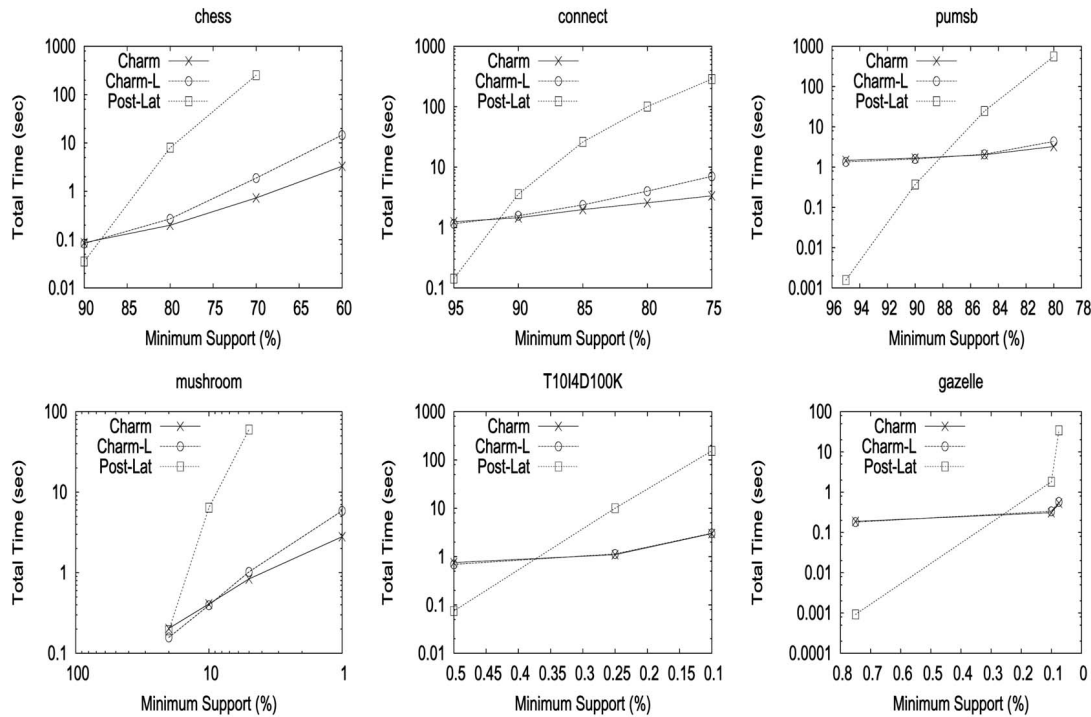 chess
1000
100
10
1
0.1
0.01
Total Time (sec)
Charm
Charm-L
Post-Lat
90 85 80 75 70 65 60
Minimum Support (%)
connect
1000
100
10
1
0.1
Total Time (sec)
Charm
Charm-L
Post-Lat
95 90 85 80 75
Minimum Support (%)
pumsb
1000
100
10
1
0.1
0.01
0.001
Total Time (sec)
Charm
Charm-L
Post-Lat
96 94 92 90 88 86 84 82 80 78
Minimum Support (%)
mushroom
100
10
1
0.1
Total Time (sec)
Charm
Charm-L
Post-Lat
100 10 1
Minimum Support (%)
T10I4D100K
1000
100
10
1
0.1
0.01
Total Time (sec)
Charm
Charm-L
Post-Lat
0.5 0.45 0.4 0.35 0.3 0.25 0.2 0.15 0.1
Minimum Support (%)
gazelle
100
10
1
0.1
0.01
0.001
0.0001
Total Time (sec)
Charm
Charm-L
Post-Lat
0.8 0.7 0.6 0.5 0.4 0.3 0.2 0.1 0
Minimum Support (%)